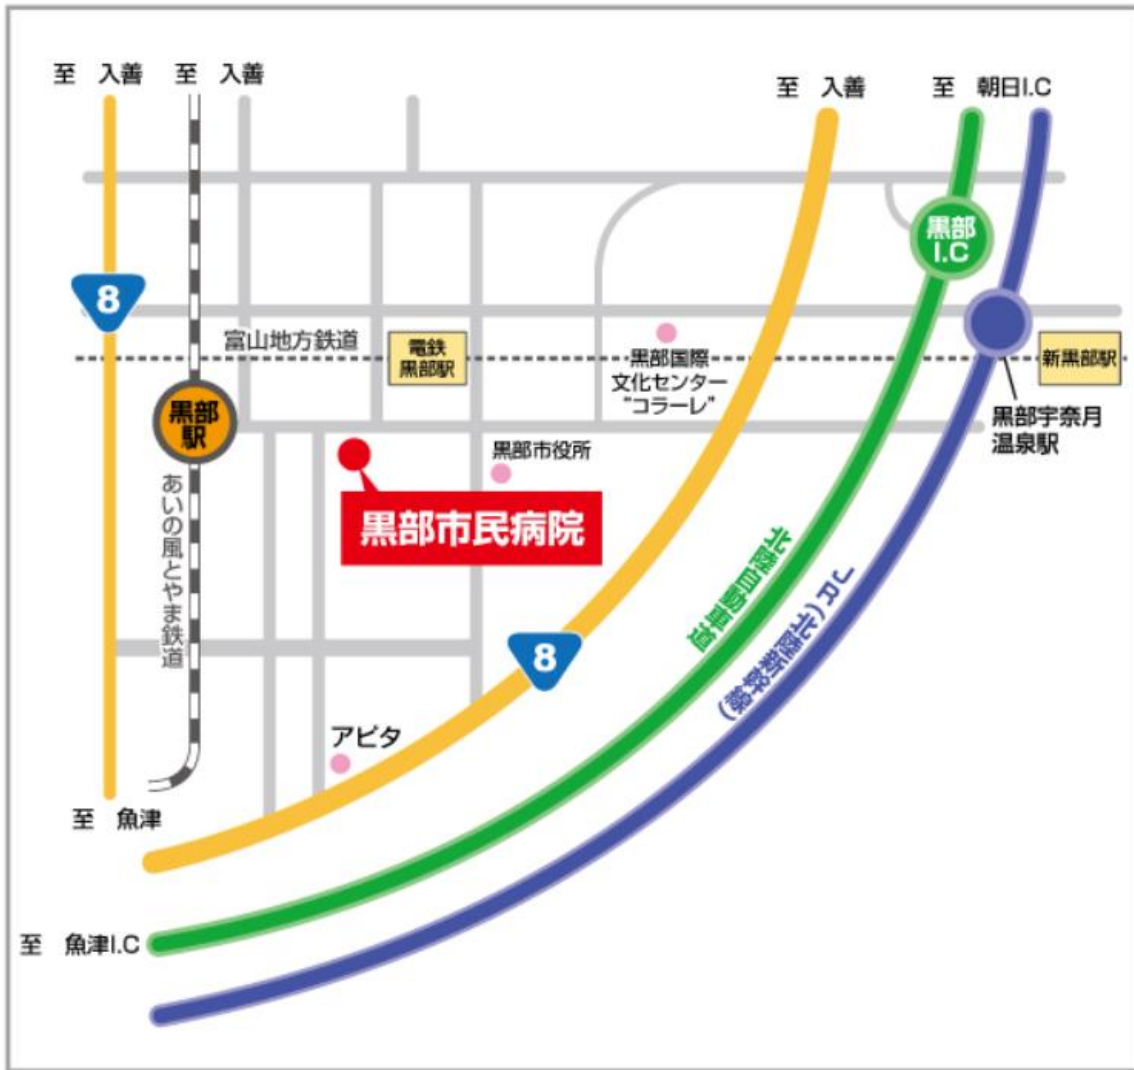 至 入善
至 入善
至 入善
至 朝日I.C
黒部
I.C
8
富山地方鉄道
電鉄
黒部駅
黒部国際
文化センター
“コラーレ”
新黒部駅
黒部
駅
黒部宇奈月
温泉駅
黒部市役所
あいの風とやま鉄道
黒部市民病院
北陸自動車道
JR(北陸新幹線)
8
アピタ
至 魚津
至 魚津I.C